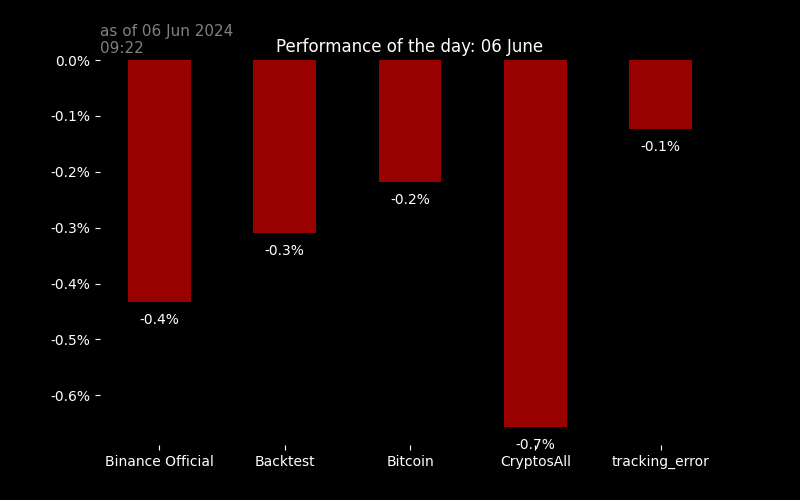 as of 06 Jun 2024
09:22
Performance of the day: 06 June
0.0%
-0.1%
-0.2%
-0.3%
-0.4%
-0.5%
-0.6%
-0.4%
-0.3%
-0.2%
-0.7%
-0.1%
Binance Official
Backtest
Bitcoin
CryptosAll
tracking_error